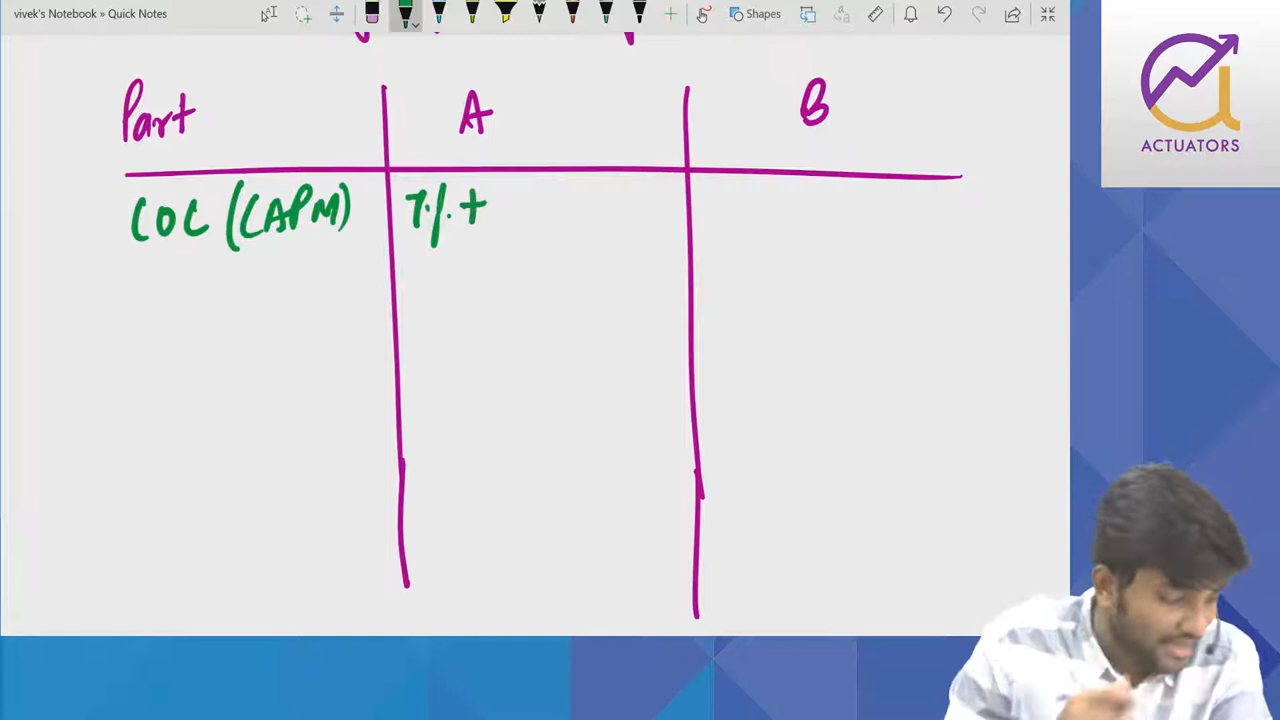 vivek's Notebook » Quick Notes
Shapes
Part A B
COC (CAPM) 7% +
ACTUATORS